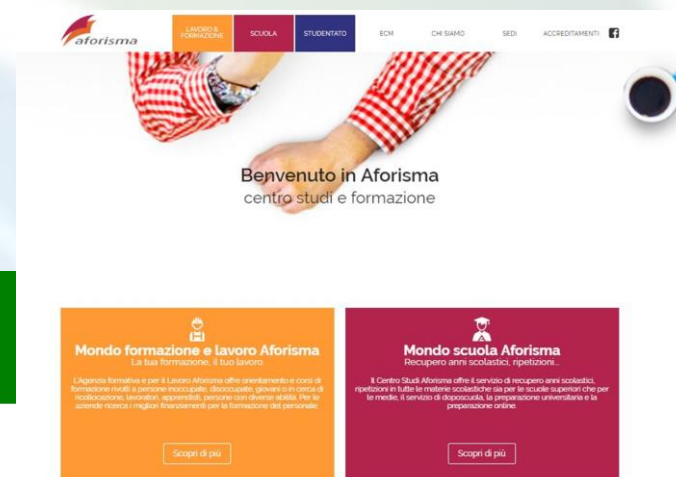 aforisma
LAVORO &
FORMAZIONE
SCUOLA
STUDENTATO
ECM
CHI SIAMO
SEDI
ACCREDITAMENTI
Benvenuto in Aforisma
centro studi e formazione
Mondo formazione e lavoro Aforisma
La tua formazione, il tuo lavoro.
L'Agenzia formativa e per il Lavoro Aforisma offre orientamento e corsi di
formazione rivolti a persone inoccupate, disoccupate, giovani o in cerca di
ricollocazione, lavoratori, apprendisti, persone con diverse abilità. Per le
aziende ricerca i migliori finanziamenti per la formazione del personale.
Scopri di più
Mondo scuola Aforisma
Recupero anni scolastici, ripetizioni...
Il Centro Studi Aforisma offre il servizio di recupero anni scolastici,
ripetizioni in tutte le materie scolastiche sia per le scuole superiori che per
le medie, il servizio di doposcuola, la preparazione universitaria e la
preparazione online.
Scopri di più